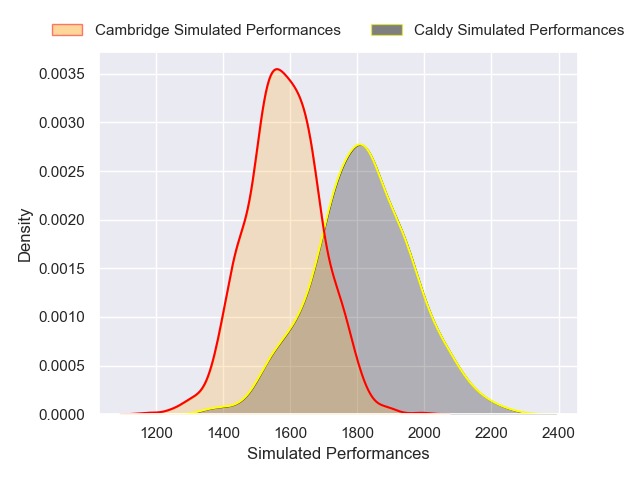 Cambridge Simulated Performances Caldy Simulated Performances
0.0035
0.0030
0.0025
0.0020
0.0015
0.0010
0.0005
0.0000
Density
1200 1400 1600 1800 2000 2200 2400
Simulated Performances